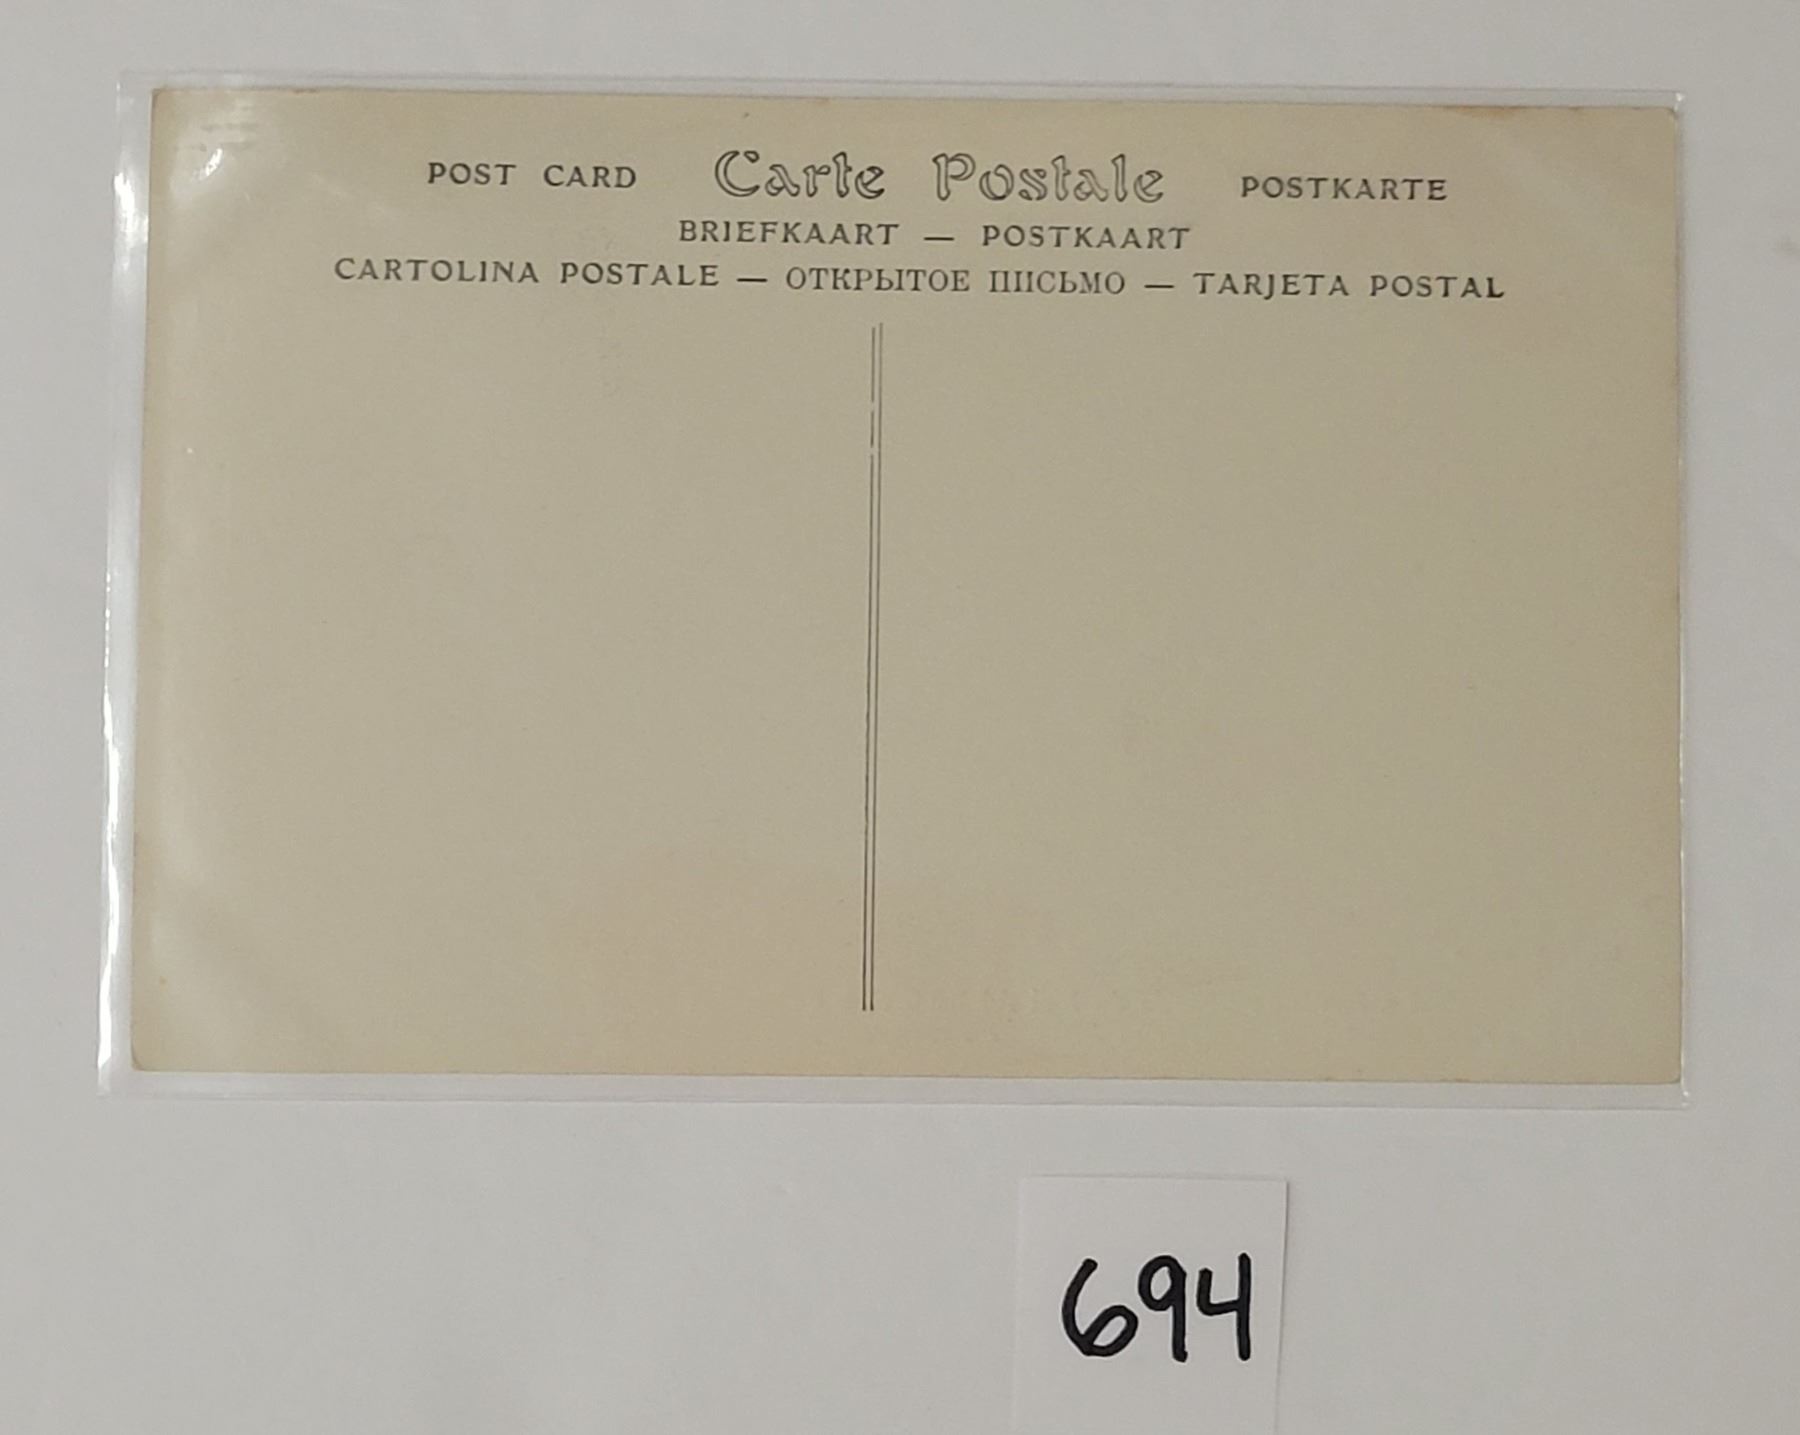 POST CARD Carte Postale POSTKARTE
BRIEFKAART — POSTKAART
CARTOLINA POSTALE — ОТКРЫТОЕ ПИСЬМО — TARJETA POSTAL
694